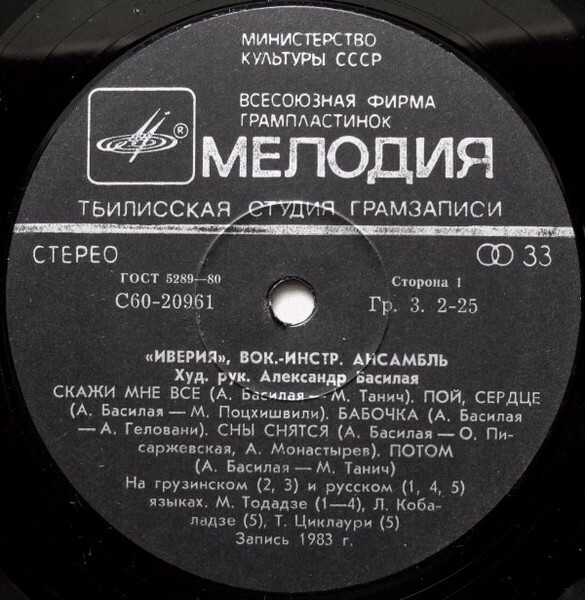 МИНИСТЕРСТВО
КУЛЬТУРЫ СССР
ВСЕСОЮЗНАЯ ФИРМА
ГРАМПЛАСТИНОК
®
МЕЛОДИЯ
ТБИЛИССКАЯ СТУДИЯ ГРАМЗАПИСИ
СТЕРЕО 33
ГОСТ 5289—80 Сторона 1
С60-20961 Гр. 3. 2-25
«ИВЕРИЯ», ВОК.-ИНСТР. АНСАМБЛЬ
Худ. рук. Александр Басилая
СКАЖИ МНЕ ВСЕ (А. Басилая — М. Танич). ПОЙ, СЕРДЦЕ
(А. Басилая — М. Поцхишвили). БАБОЧКА (А. Басилая
— А. Геловани). СНЫ СНЯТСЯ (А. Басилая — О. Пи-
саржевская, А. Монастырев). ПОТОМ
(А. Басилая — М. Танич)
На грузинском (2, 3) и русском (1, 4, 5)
языках. М. Тодадзе (1—4), Л. Коба-
ладзе (5), Т. Циклаури (5)
Запись 1983 г.